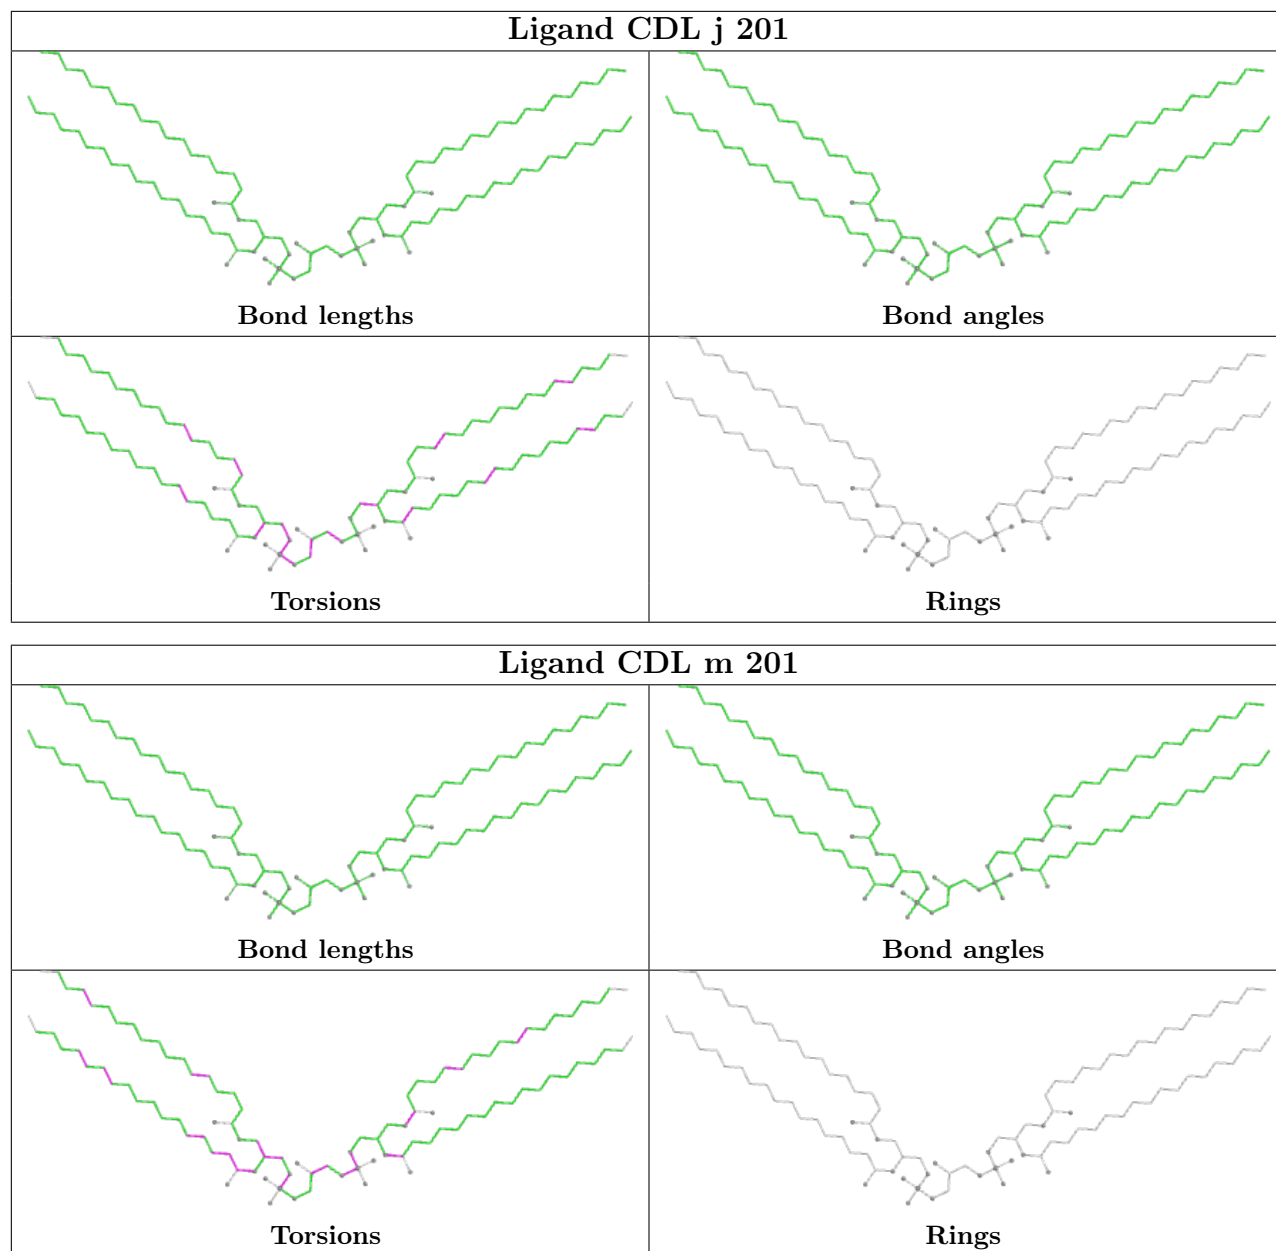 Ligand CDL j 201
Bond lengths
Bond angles
Torsions
Rings
Ligand CDL m 201
Bond lengths
Bond angles
Torsions
Rings